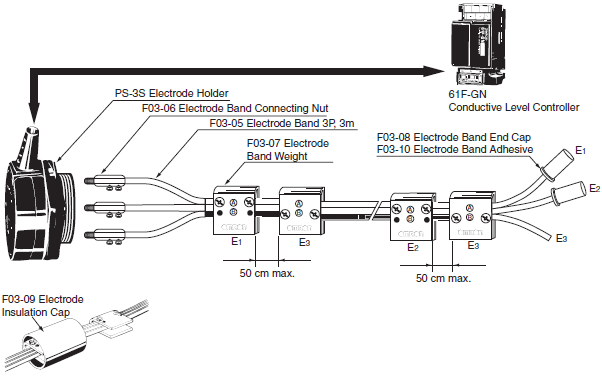 61F-GN
Conductive Level Controller
PS-3S Electrode Holder
F03-06 Electrode Band Connecting Nut
F03-05 Electrode Band 3P, 3m
F03-07 Electrode
Band Weight
F03-08 Electrode Band End Cap
F03-10 Electrode Band Adhesive
E1
E2
E3
A
B
A
B
A
B
A
B
E1
E3
E2
E3
50 cm max.
50 cm max.
F03-09 Electrode
Insulation Cap